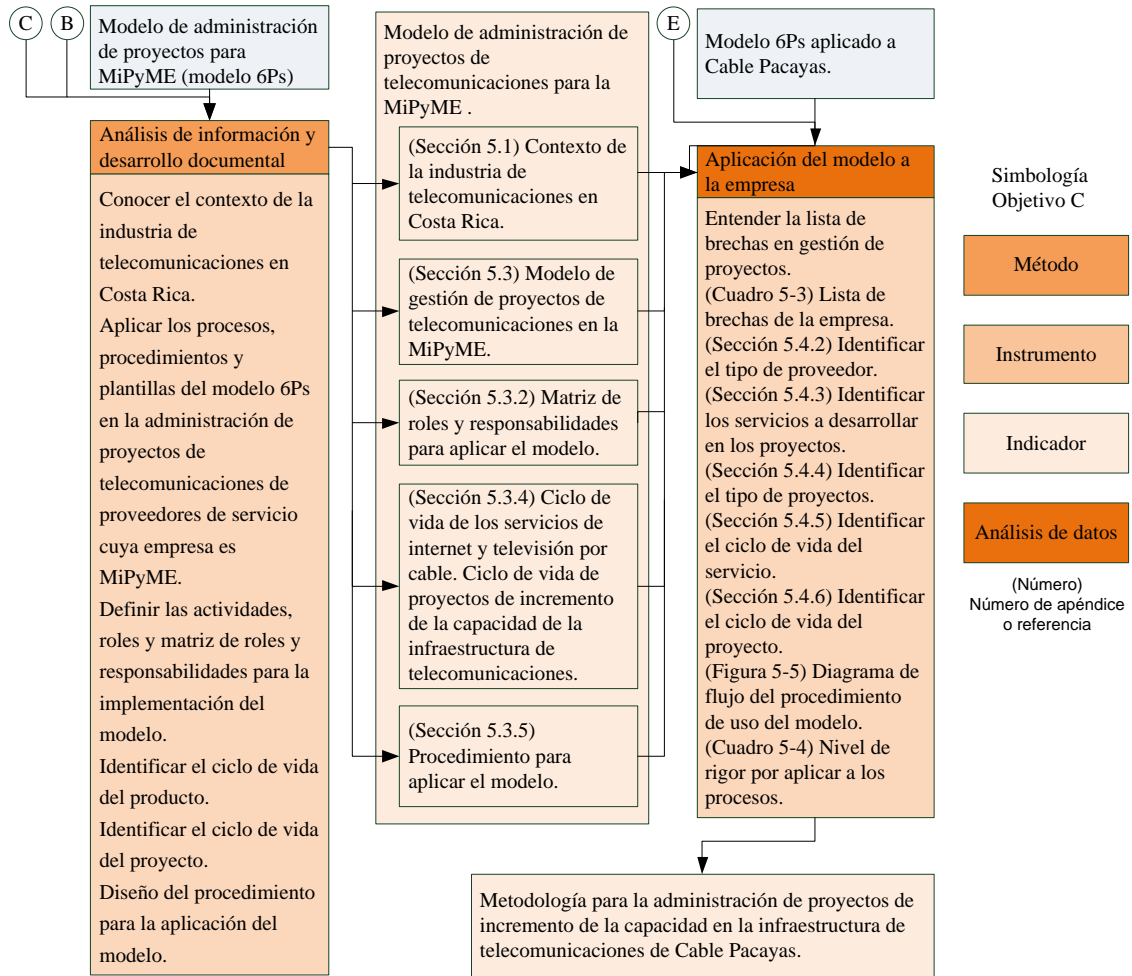 C
B
Modelo de administración
de proyectos para
MiPyME (modelo 6Ps)
Análisis de información y
desarrollo documental
Conocer el contexto de la
industria de
telecomunicaciones en
Costa Rica.
Aplicar los procesos,
procedimientos y
plantillas del modelo 6Ps
en la administración de
proyectos de
telecomunicaciones de
proveedores de servicio
cuya empresa es
MiPyME.
Definir las actividades,
roles y matriz de roles y
responsabilidades para la
implementación del
modelo.
Identificar el ciclo de vida
del producto.
Identificar el ciclo de vida
del proyecto.
Diseño del procedimiento
para la aplicación del
modelo.
Modelo de administración de
proyectos de
telecomunicaciones para la
MiPyME .
(Sección 5.1) Contexto de
la industria de
telecomunicaciones en
Costa Rica.
(Sección 5.3) Modelo de
gestión de proyectos de
telecomunicaciones en la
MiPyME.
(Sección 5.3.2) Matriz de
roles y responsabilidades
para aplicar el modelo.
(Sección 5.3.4) Ciclo de
vida de los servicios de
internet y televisión por
cable. Ciclo de vida de
proyectos de incremento
de la capacidad de la
infraestructura de
telecomunicaciones.
(Sección 5.3.5)
Procedimiento para
aplicar el modelo.
E
Modelo 6Ps aplicado a
Cable Pacayas.
Aplicación del modelo a
la empresa
Entender la lista de
brechas en gestión de
proyectos.
(Cuadro 5-3) Lista de
brechas de la empresa.
(Sección 5.4.2) Identificar
el tipo de proveedor.
(Sección 5.4.3) Identificar
los servicios a desarrollar
en los proyectos.
(Sección 5.4.4) Identificar
el tipo de proyectos.
(Sección 5.4.5) Identificar
el ciclo de vida del
servicio.
(Sección 5.4.6) Identificar
el ciclo de vida del
proyecto.
(Figura 5-5) Diagrama de
flujo del procedimiento
de uso del modelo.
(Cuadro 5-4) Nivel de
rigor por aplicar a los
procesos.
Metodología para la administración de proyectos de
incremento de la capacidad en la infraestructura de
telecomunicaciones de Cable Pacayas.
Simbología
Objetivo C
Método
Instrumento
Indicador
Análisis de datos
(Número)
Número de apéndice
o referencia